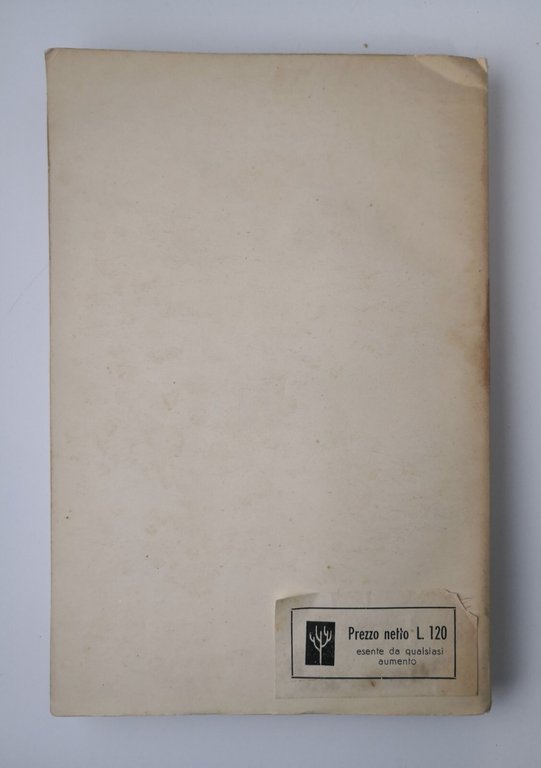 Prezzo netto L. 120
esente da qualsiasi
aumento